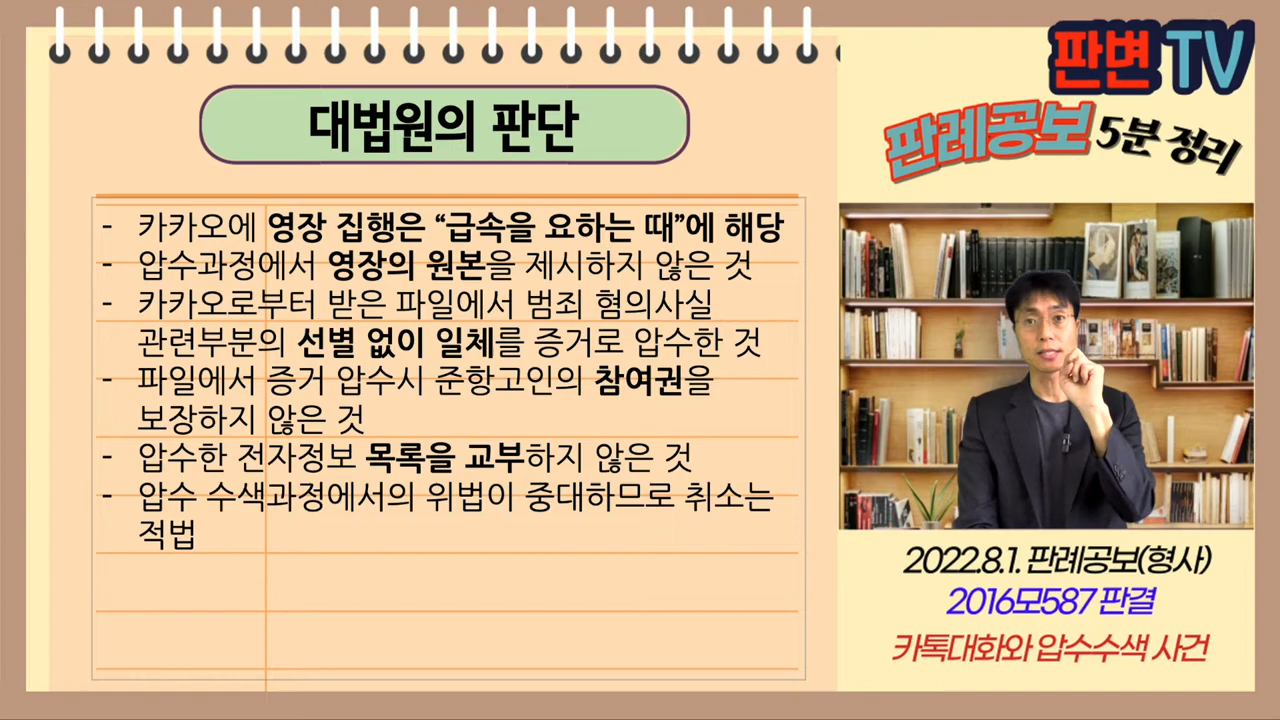 판변 TV
판례공보 5분 정리
대법원의 판단
- 카카오에 영장 집행은 “급속을 요하는 때”에 해당
- 압수과정에서 영장의 원본을 제시하지 않은 것
- 카카오로부터 받은 파일에서 범죄 혐의사실
관련부분의 선별 없이 일체를 증거로 압수한 것
- 파일에서 증거 압수시 준항고인의 참여권을
보장하지 않은 것
- 압수한 전자정보 목록을 교부하지 않은 것
- 압수 수색과정에서의 위법이 중대하므로 취소는
적법
2022.8.1. 판례공보(형사)
2016모587 판결
카톡대화와 압수수색 사건